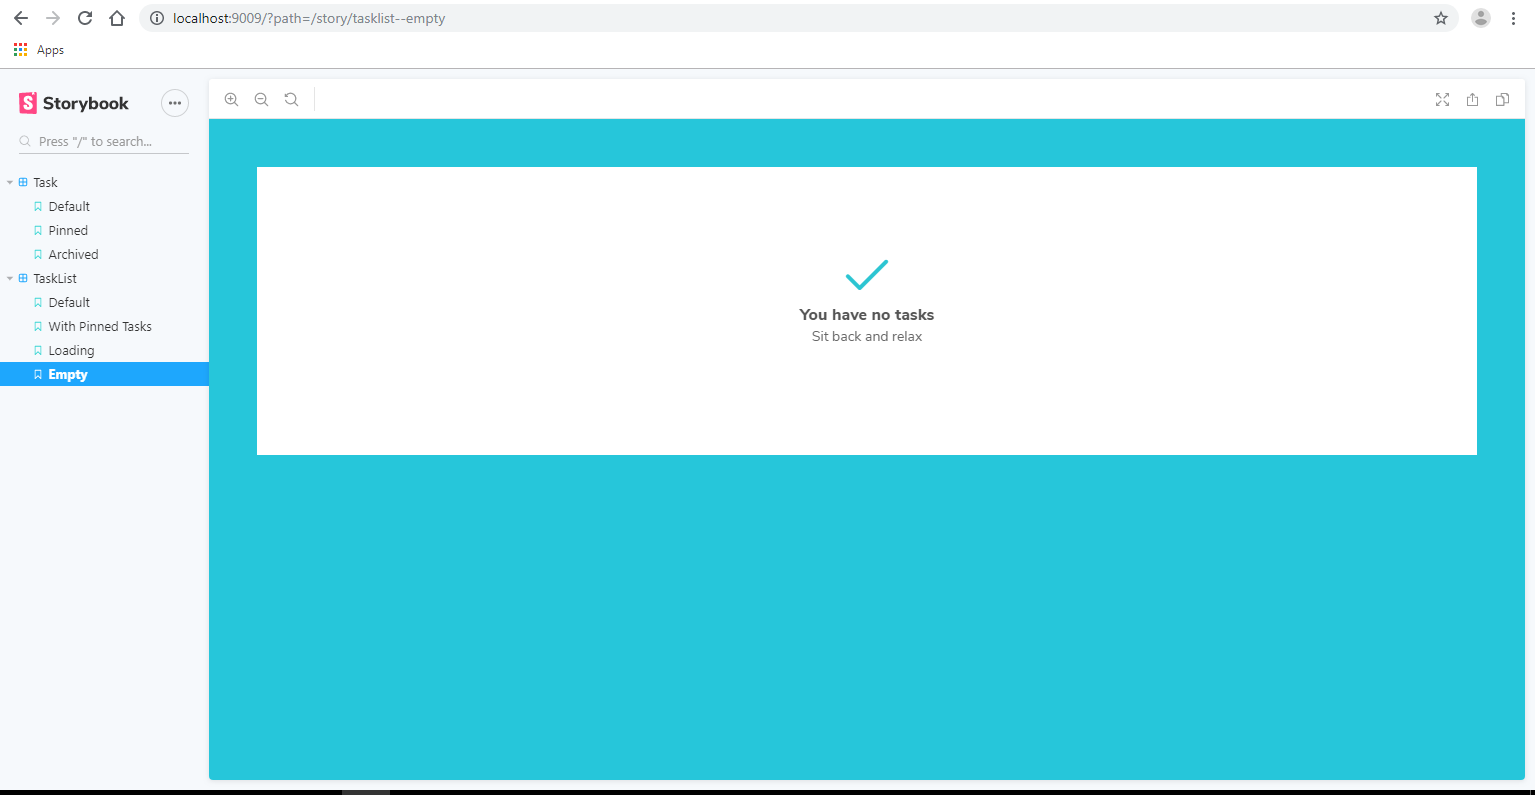 localhost:9009/?path=/story/tasklist--empty
Apps
Storybook
Press "/" to search...
Task
Default
Pinned
Archived
TaskList
Default
With Pinned Tasks
Loading
Empty
You have no tasks
Sit back and relax